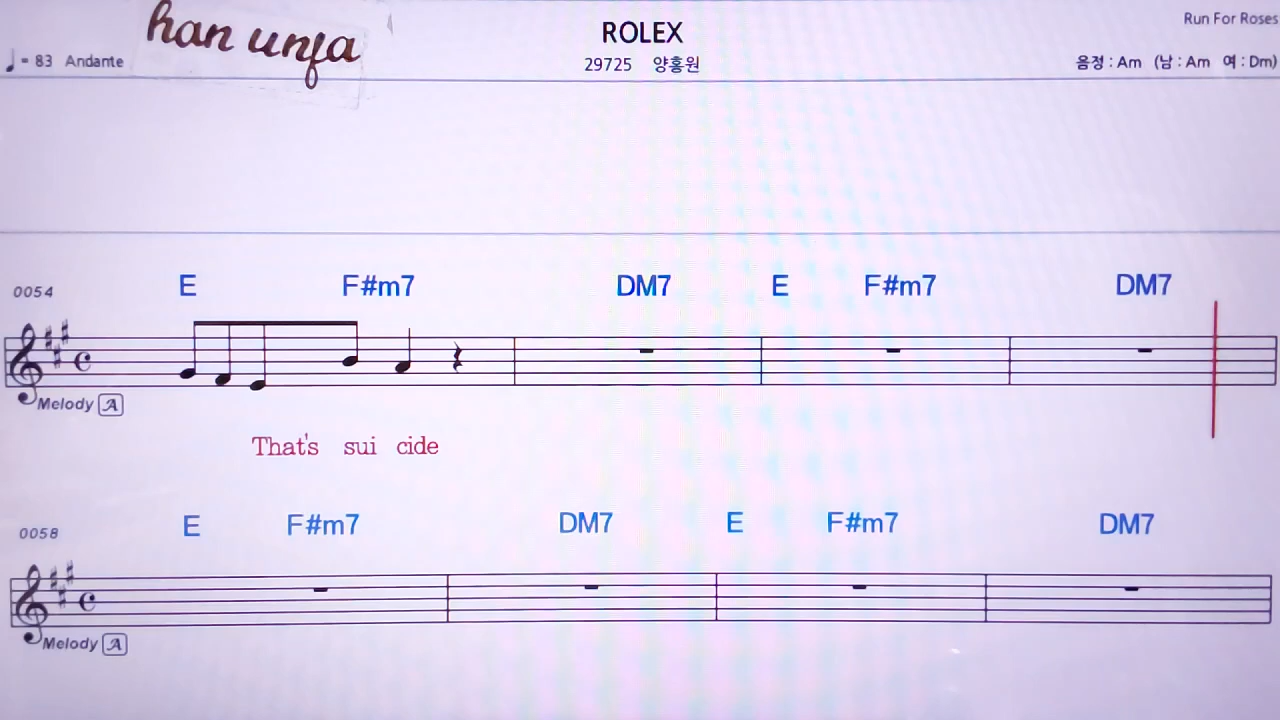 han unja
ROLEX
Run For Roses
♩= 83 Andante
29725 양홍원
음정 : Am (남 : Am 여 : Dm)
0054
E F#m7 DM7 E F#m7 DM7
Melody A
That's sui cide
0058
E F#m7 DM7 E F#m7 DM7
Melody A